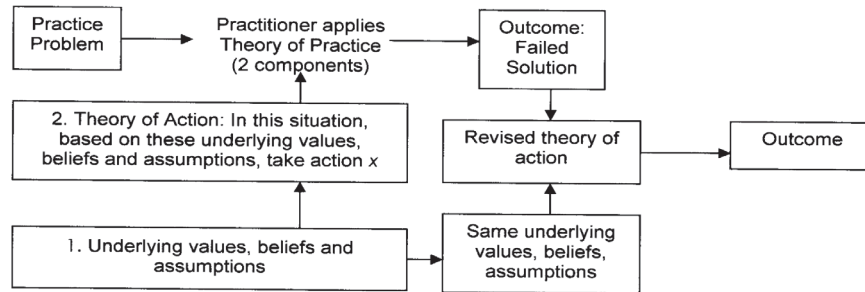 Practice
Problem
Practitioner applies
Theory of Practice
(2 components)
Outcome:
Failed
Solution
2. Theory of Action: In this situation,
based on these underlying values,
beliefs and assumptions, take action x
Revised theory of
action
Outcome
1. Underlying values, beliefs and
assumptions
Same underlying
values, beliefs,
assumptions